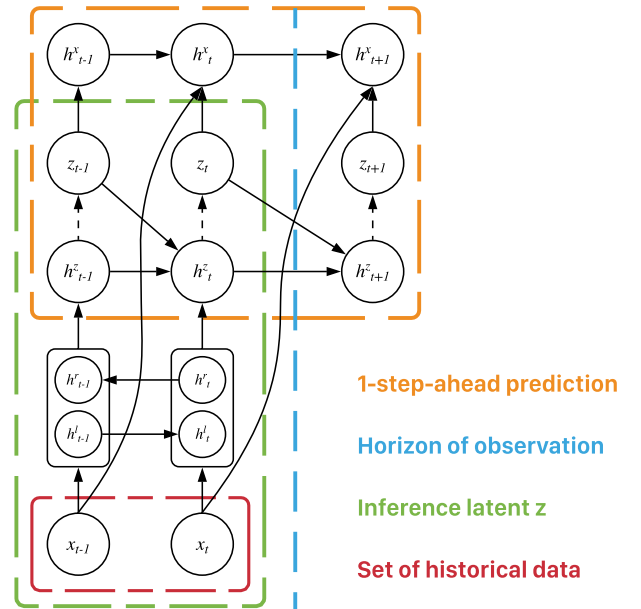 h^x_{t-1} h^x_t h^x_{t+1}
z_{t-1} z_t z_{t+1}
h^z_{t-1} h^z_t h^z_{t+1}
h^r_{t-1} h^r_t
1-step-ahead prediction
h^l_{t-1} h^l_t
Horizon of observation
Inference latent z
x_{t-1} x_t
Set of historical data